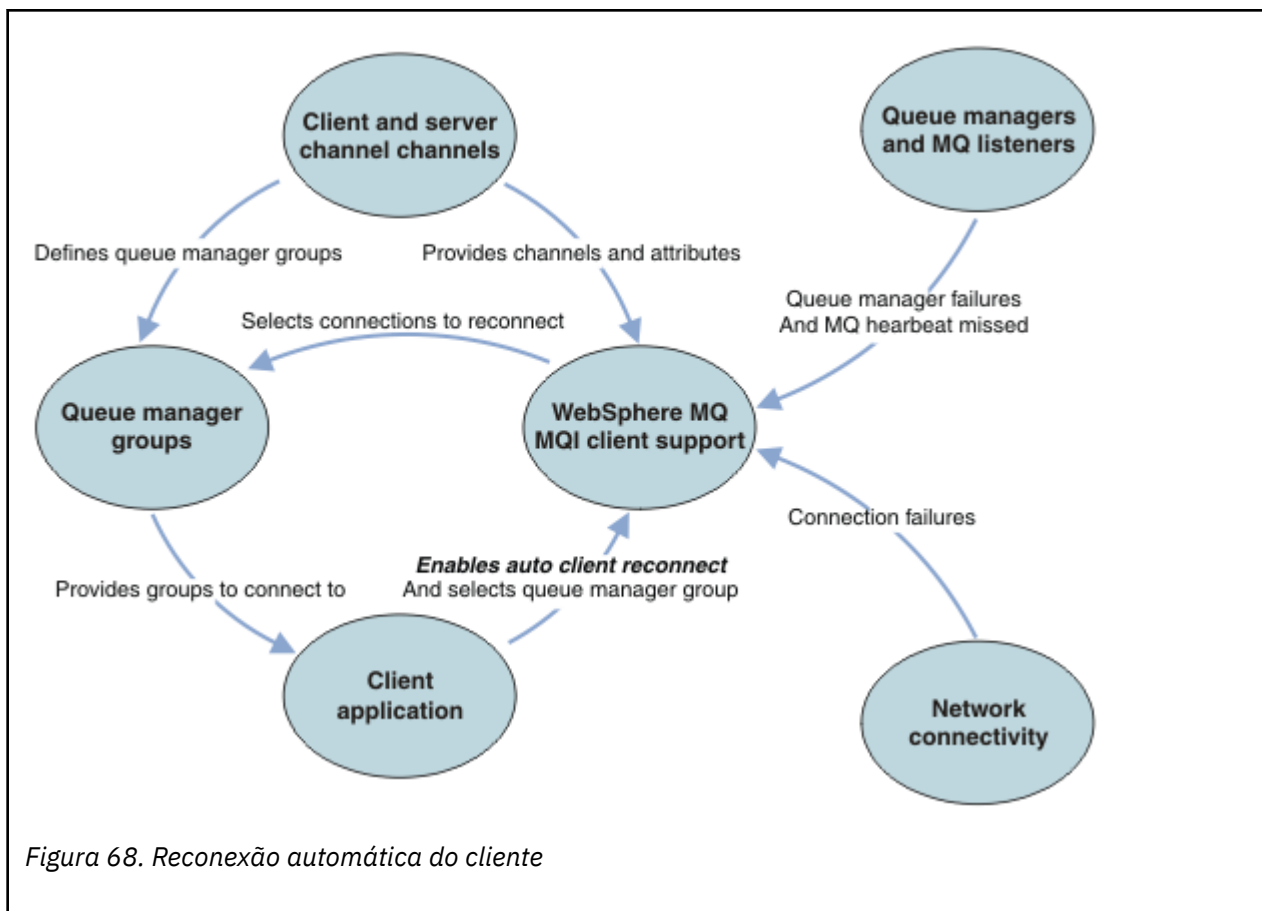 Client and server
channel channels
Queue managers
and MQ listeners
Defines queue manager groups
Provides channels and attributes
Queue manager failures
And MQ hearbeat missed
Selects connections to reconnect
Queue manager
groups
WebSphere MQ
MQI client support
Connection failures
Enables auto client reconnect
And selects queue manager group
Provides groups to connect to
Client
application
Network
connectivity
Figura 68. Reconexão automática do cliente